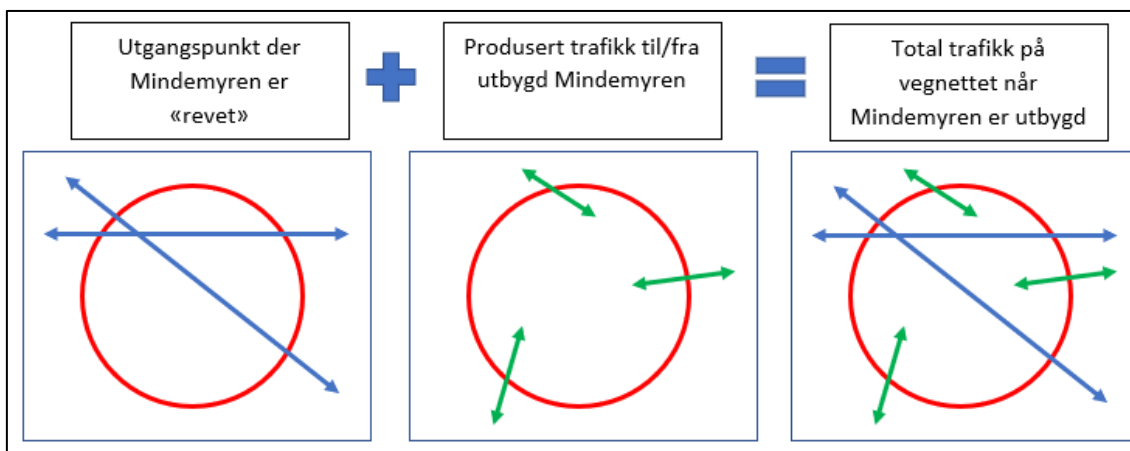 Utgangspunkt der
Mindemyren er
«revet»
Produsert trafikk til/fra
utbygd Mindemyren
Total trafikk på
vegnettet når
Mindemyren er utbygd